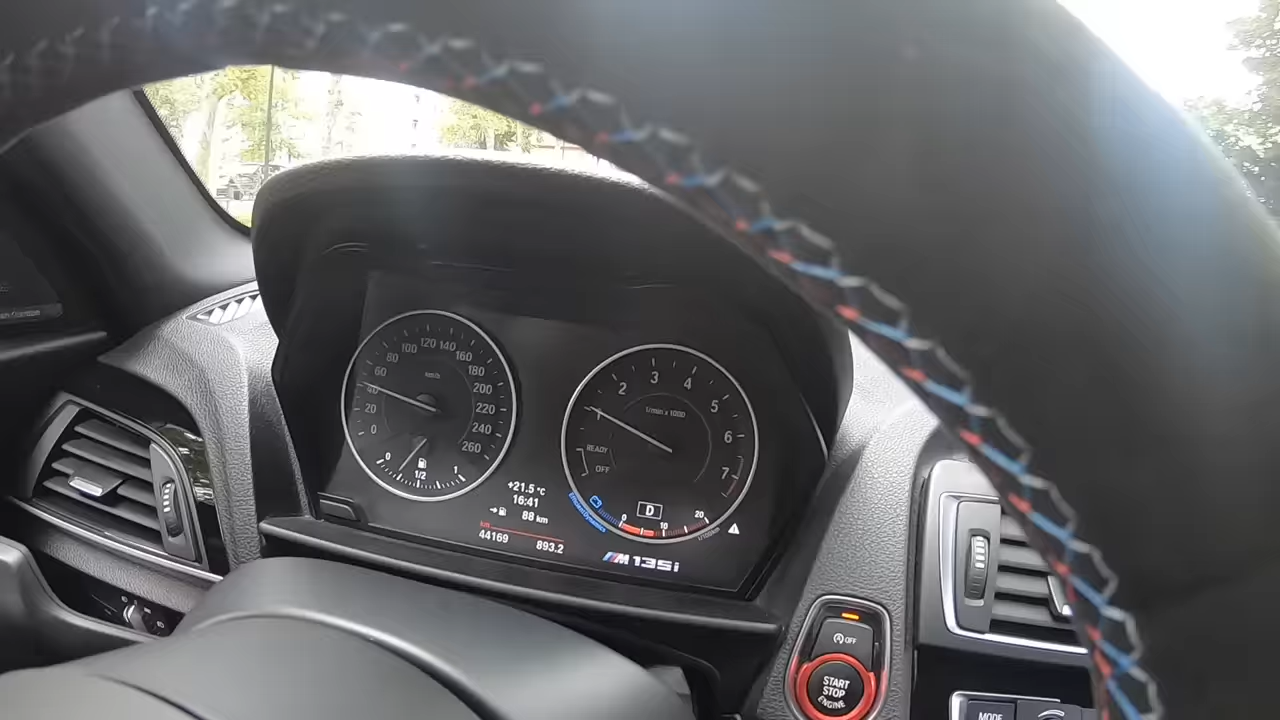 0
20
40
60
80
100
120
140
160
180
200
220
240
260
km/h
0
1/2
1
+21.5 °C
16:41
88 km
km
44169
893.2
2
3
4
5
6
7
1/min x 1000
READY
OFF
D
0
10
20
EfficientDynamics
M135i
OFF
START
STOP
ENGINE
MODE